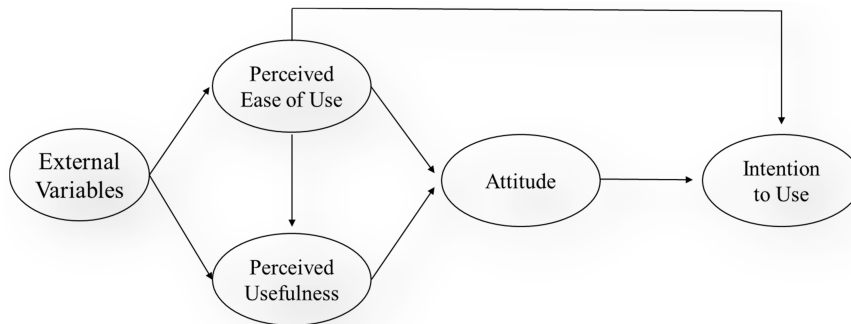 Perceived
Ease of Use
External
Variables
Attitude
Intention
to Use
Perceived
Usefulness